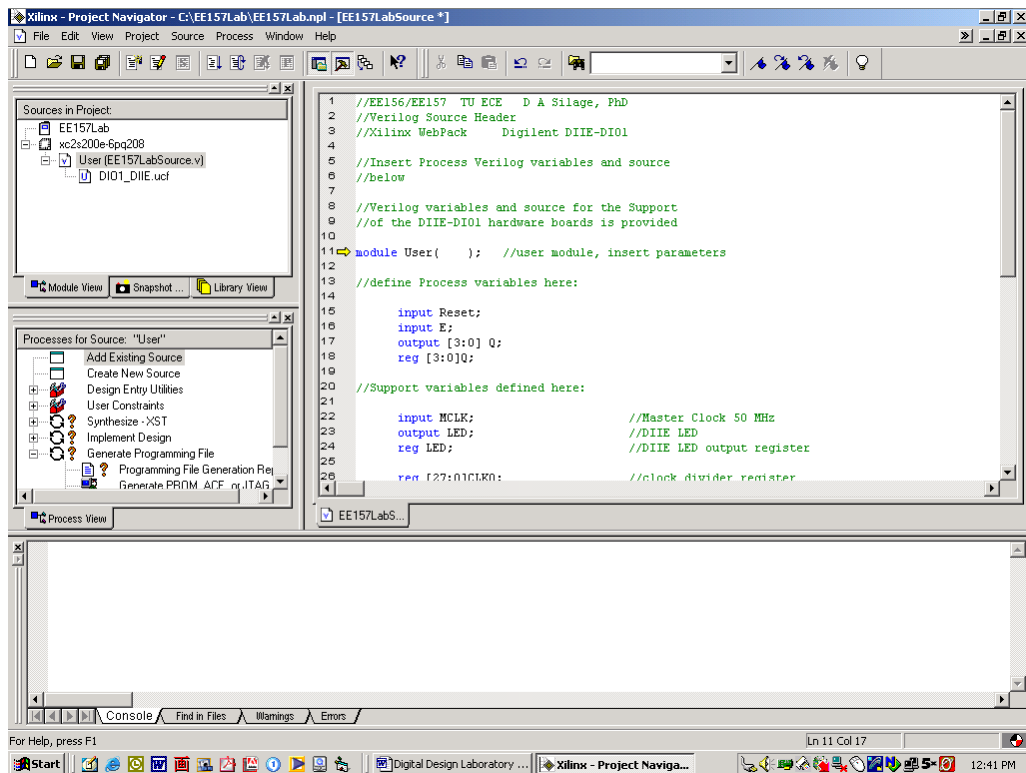 Xilinx - Project Navigator - C:\EE157Lab\EE157Lab.npl - [EE157LabSource *]
File Edit View Project Source Process Window Help
Sources in Project:
EE157Lab
xc2s200e-6pq208
User (EE157LabSource.v)
DIO1_DIIE.ucf
Module View Snapshot ... Library View
Processes for Source: "User"
Add Existing Source
Create New Source
Design Entry Utilities
User Constraints
Synthesize - XST
Implement Design
Generate Programming File
Programming File Generation Rep
Generate PROM, ACE, or JTAG
Process View
1 //EE156/EE157 TU ECE D A Silage, PhD
2 //Verilog Source Header
3 //Xilinx WebPack Digilent DIIE-DIO1
4
5 //Insert Process Verilog variables and source
6 //below
7
8 //Verilog variables and source for the Support
9 //of the DIIE-DIO1 hardware boards is provided
10
11 module User( ); //user module, insert parameters
12
13 //define Process variables here:
14
15 input Reset;
16 input E;
17 output [3:0] Q;
18 reg [3:0]Q;
19
20 //Support variables defined here:
21
22 input MCLK; //Master Clock 50 MHz
23 output LED; //DIIE LED
24 reg LED; //DIIE LED output register
25
26 reg [27:0]CLKQ; //clock divider register
EE157LabS...
Console Find in Files Warnings Errors
For Help, press F1
Ln 11 Col 17
Start
Digital Design Laboratory ...
Xilinx - Project Naviga...
12:41 PM